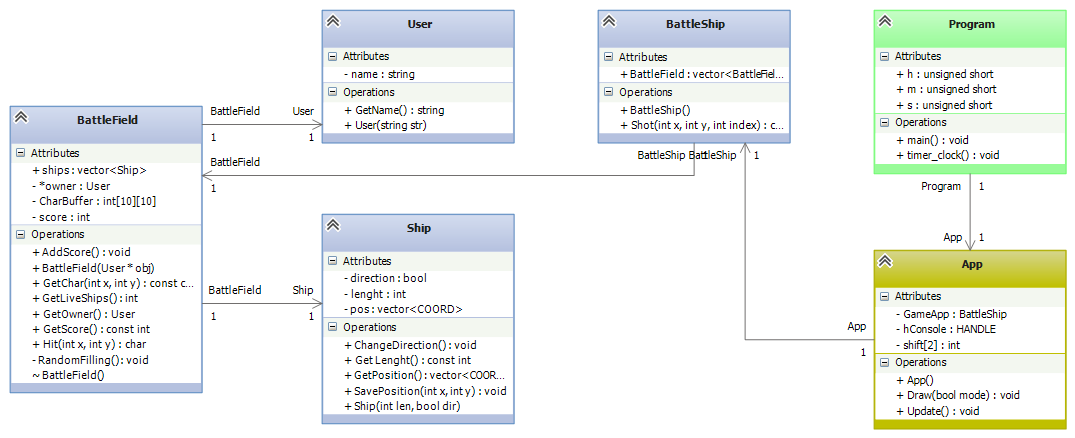 User
Attributes
- name : string
Operations
+ GetName() : string
+ User(string str)
BattleShip
Attributes
+ BattleField : vector<BattleFiel...
Operations
+ BattleShip()
+ Shot(int x, int y, int index) : c...
Program
Attributes
+ h : unsigned short
+ m : unsigned short
+ s : unsigned short
Operations
+ main() : void
+ timer_clock() : void
BattleField
Attributes
+ ships : vector<Ship>
- *owner : User
- CharBuffer : int[10][10]
- score : int
Operations
+ AddScore() : void
+ BattleField(User * obj)
+ GetChar(int x, int y) : const c...
+ GetLiveShips() : int
+ GetOwner() : User
+ GetScore() : const int
+ Hit(int x, int y) : char
- RandomFilling() : void
~ BattleField()
BattleField User
1 1
BattleField
1
BattleShip BattleShip 1
BattleField Ship
1 1
Program 1
App 1
App
1
Ship
Attributes
- direction : bool
- lenght : int
- pos : vector<COORD>
Operations
+ ChangeDirection() : void
+ Get Lenght() : const int
+ GetPosition() : vector<COOR...
+ SavePosition(int x, int y) : void
+ Ship(int len, bool dir)
App
Attributes
- GameApp : BattleShip
- hConsole : HANDLE
- shift[2] : int
Operations
+ App()
+ Draw(bool mode) : void
+ Update() : void